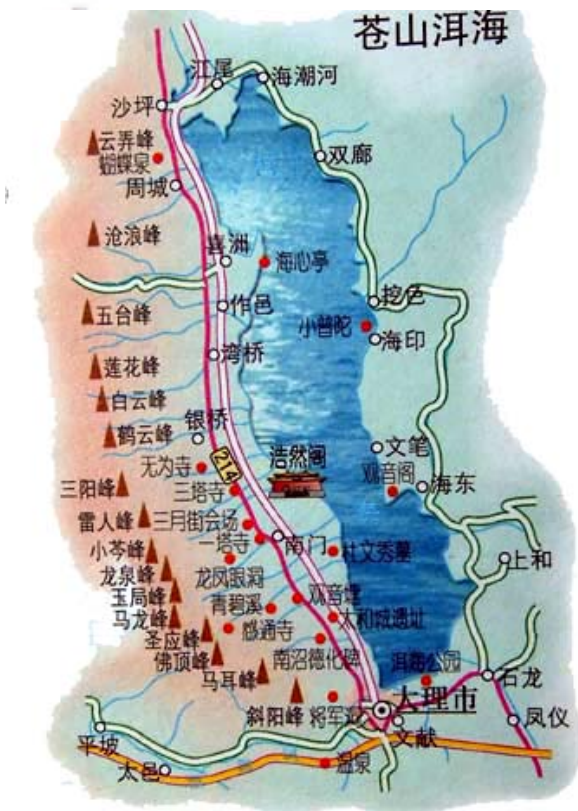 苍山洱海
江尾
海潮河
沙坪
云弄峰
蝴蝶泉
双廊
周城
沧浪峰
喜洲
海心亭
挖色
五台峰
作邑
小普陀
海印
湾桥
莲花峰
白云峰
银桥
鹤云峰
文笔
无为寺
214
浩然阁
观音阁
海东
三阳峰
三塔寺
雷人峰
三月街会场
一塔寺
南门
杜文秀墓
上和
小芩峰
龙泉峰
龙凤眼洞
玉局峰
青碧溪
观音塘
马龙峰
太和城遗址
圣应峰
感通寺
佛顶峰
南沼德化碑
洱海公园
马耳峰
石龙
大理市
斜阳峰
将军洞
凤仪
文献
平坡
太邑
温泉